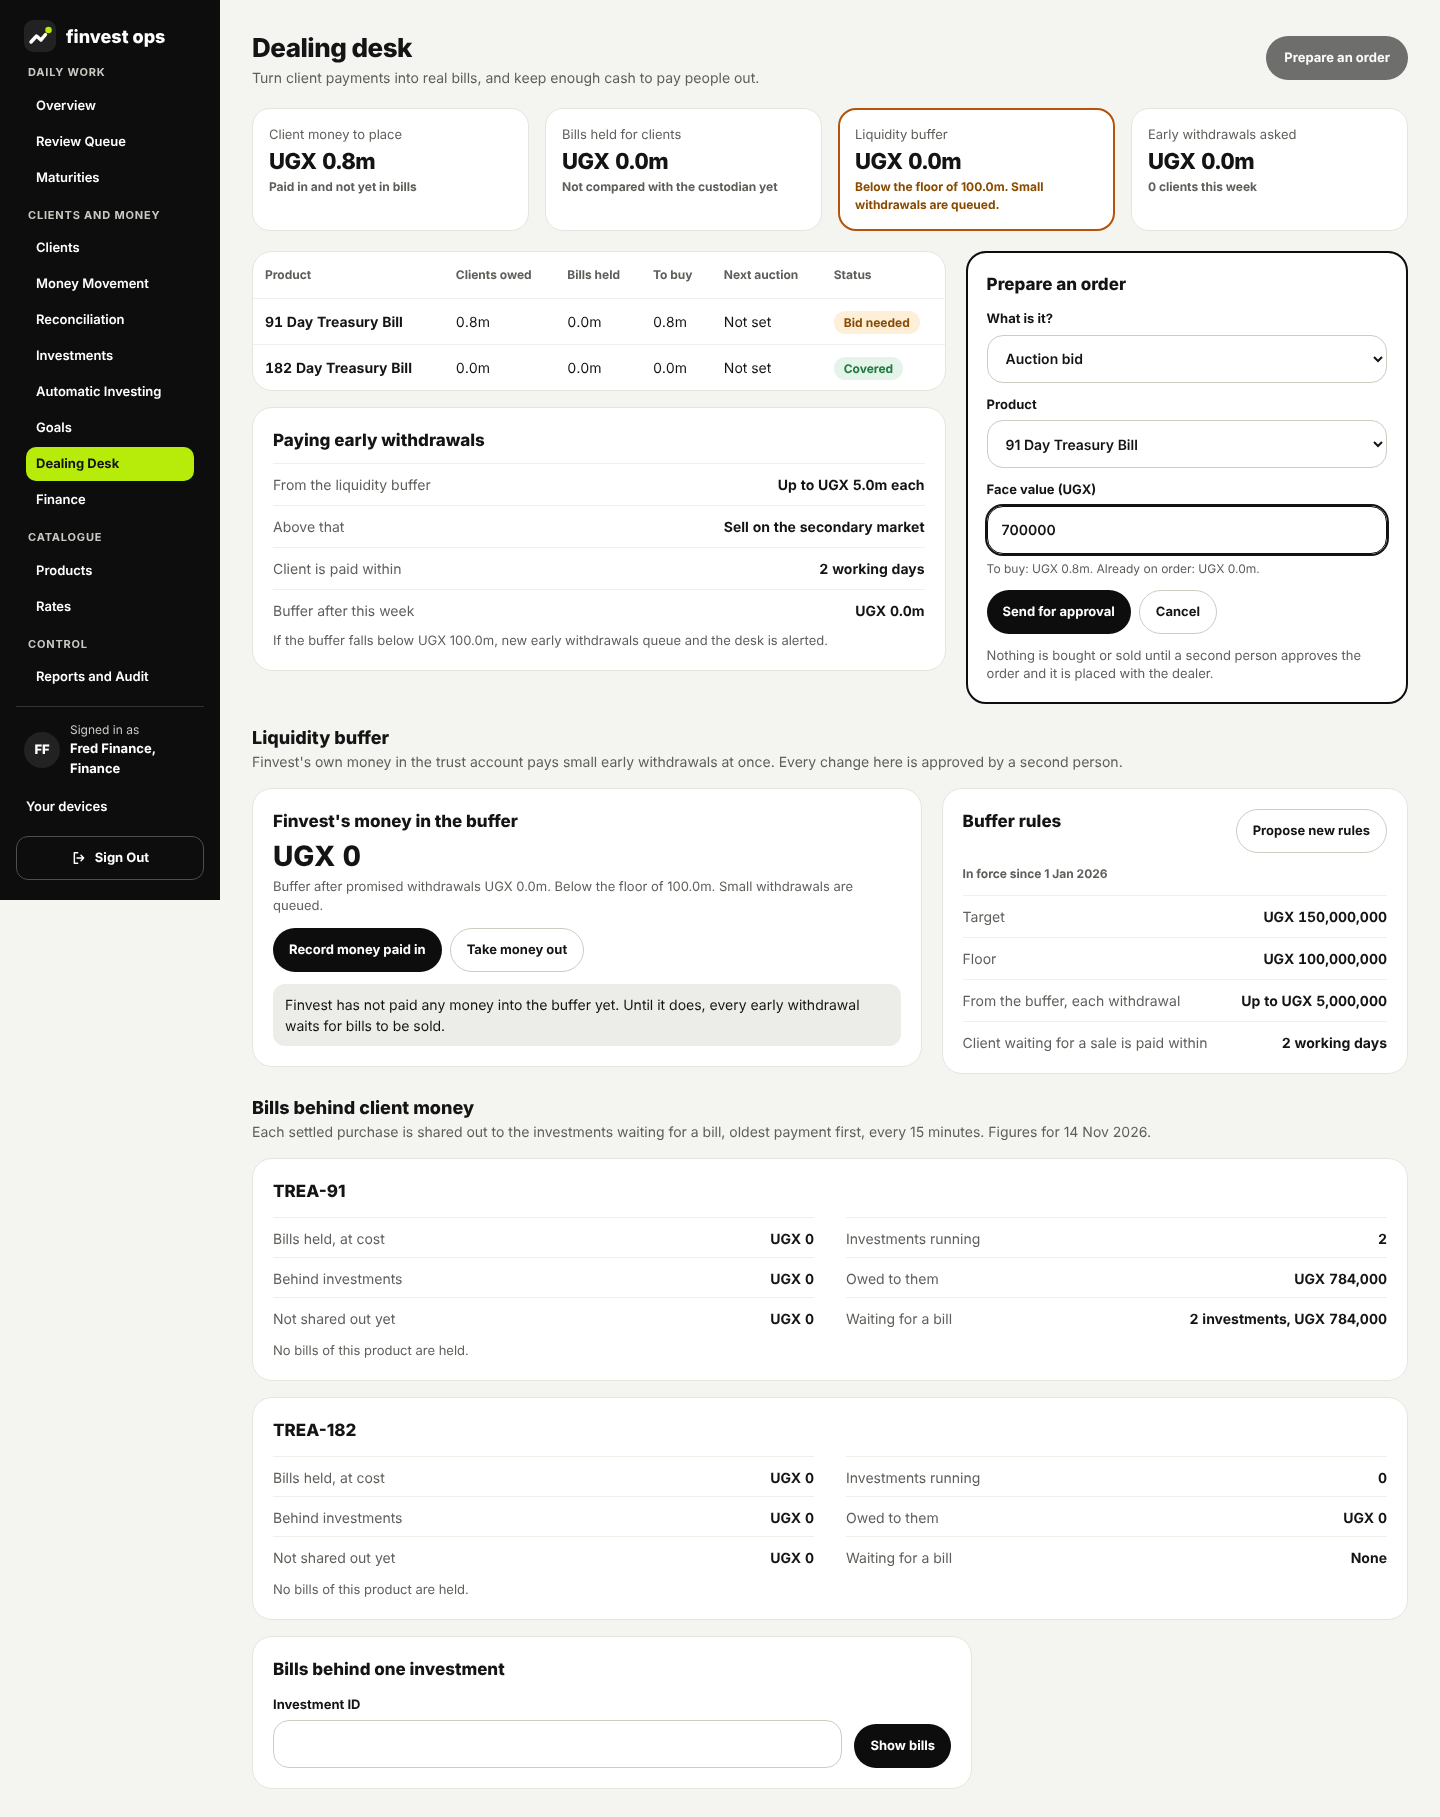 finvest ops
DAILY WORK
Overview
Review Queue
Maturities
CLIENTS AND MONEY
Clients
Money Movement
Reconciliation
Investments
Automatic Investing
Goals
Dealing Desk
Finance
CATALOGUE
Products
Rates
CONTROL
Reports and Audit
FF
Signed in as
Fred Finance,
Finance
Your devices
Sign Out
Dealing desk
Turn client payments into real bills, and keep enough cash to pay people out.
Prepare an order
Client money to place
UGX 0.8m
Paid in and not yet in bills
Bills held for clients
UGX 0.0m
Not compared with the custodian yet
Liquidity buffer
UGX 0.0m
Below the floor of 100.0m. Small
withdrawals are queued.
Early withdrawals asked
UGX 0.0m
0 clients this week
Product Clients owed Bills held To buy Next auction Status
91 Day Treasury Bill 0.8m 0.0m 0.8m Not set Bid needed
182 Day Treasury Bill 0.0m 0.0m 0.0m Not set Covered
Paying early withdrawals
From the liquidity buffer Up to UGX 5.0m each
Above that Sell on the secondary market
Client is paid within 2 working days
Buffer after this week UGX 0.0m
If the buffer falls below UGX 100.0m, new early withdrawals queue and the desk is alerted.
Prepare an order
What is it?
Auction bid
Product
91 Day Treasury Bill
Face value (UGX)
700000
To buy: UGX 0.8m. Already on order: UGX 0.0m.
Send for approval Cancel
Nothing is bought or sold until a second person approves the
order and it is placed with the dealer.
Liquidity buffer
Finvest's own money in the trust account pays small early withdrawals at once. Every change here is approved by a second person.
Finvest's money in the buffer
UGX 0
Buffer after promised withdrawals UGX 0.0m. Below the floor of 100.0m. Small withdrawals are
queued.
Record money paid in Take money out
Finvest has not paid any money into the buffer yet. Until it does, every early withdrawal
waits for bills to be sold.
Buffer rules
Propose new rules
In force since 1 Jan 2026
Target UGX 150,000,000
Floor UGX 100,000,000
From the buffer, each withdrawal Up to UGX 5,000,000
Client waiting for a sale is paid within 2 working days
Bills behind client money
Each settled purchase is shared out to the investments waiting for a bill, oldest payment first, every 15 minutes. Figures for 14 Nov 2026.
TREA-91
Bills held, at cost UGX 0 Investments running 2
Behind investments UGX 0 Owed to them UGX 784,000
Not shared out yet UGX 0 Waiting for a bill 2 investments, UGX 784,000
No bills of this product are held.
TREA-182
Bills held, at cost UGX 0 Investments running 0
Behind investments UGX 0 Owed to them UGX 0
Not shared out yet UGX 0 Waiting for a bill None
No bills of this product are held.
Bills behind one investment
Investment ID
Show bills